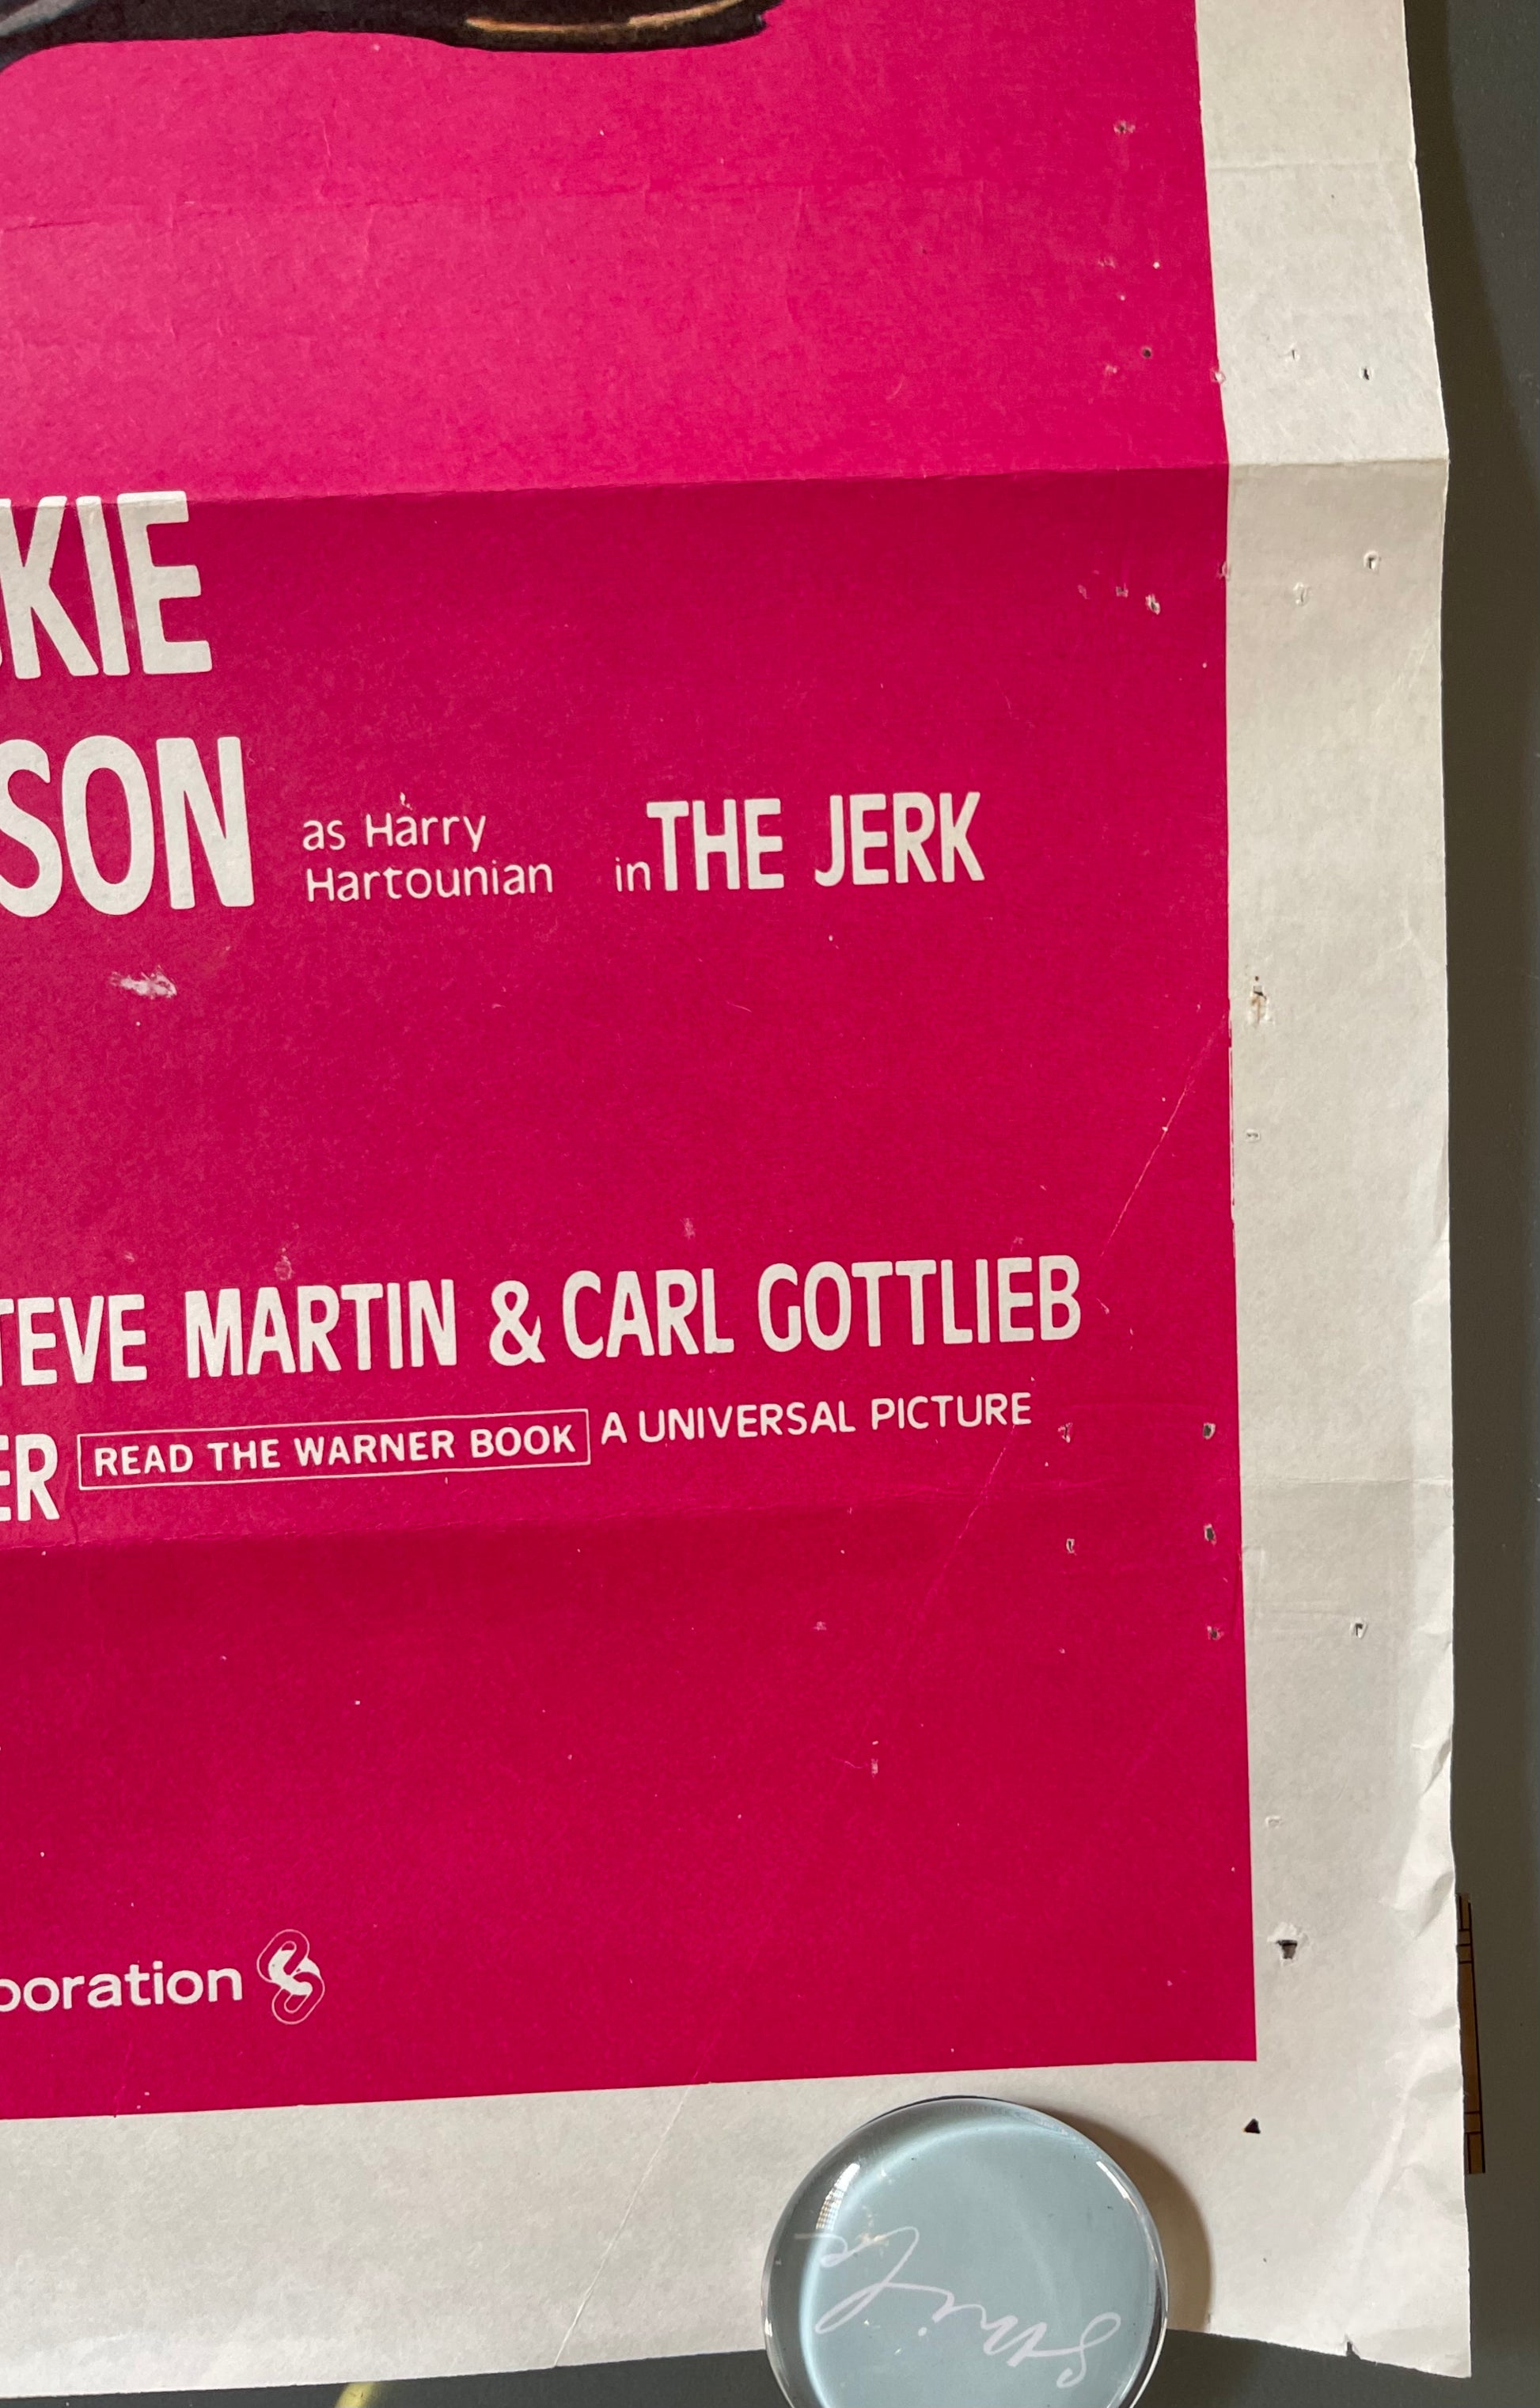 KIE
SON
as Harry
Hartounian
in THE JERK
TEVE MARTIN & CARL GOTTLIEB
ER READ THE WARNER BOOK A UNIVERSAL PICTURE
poration
Smile